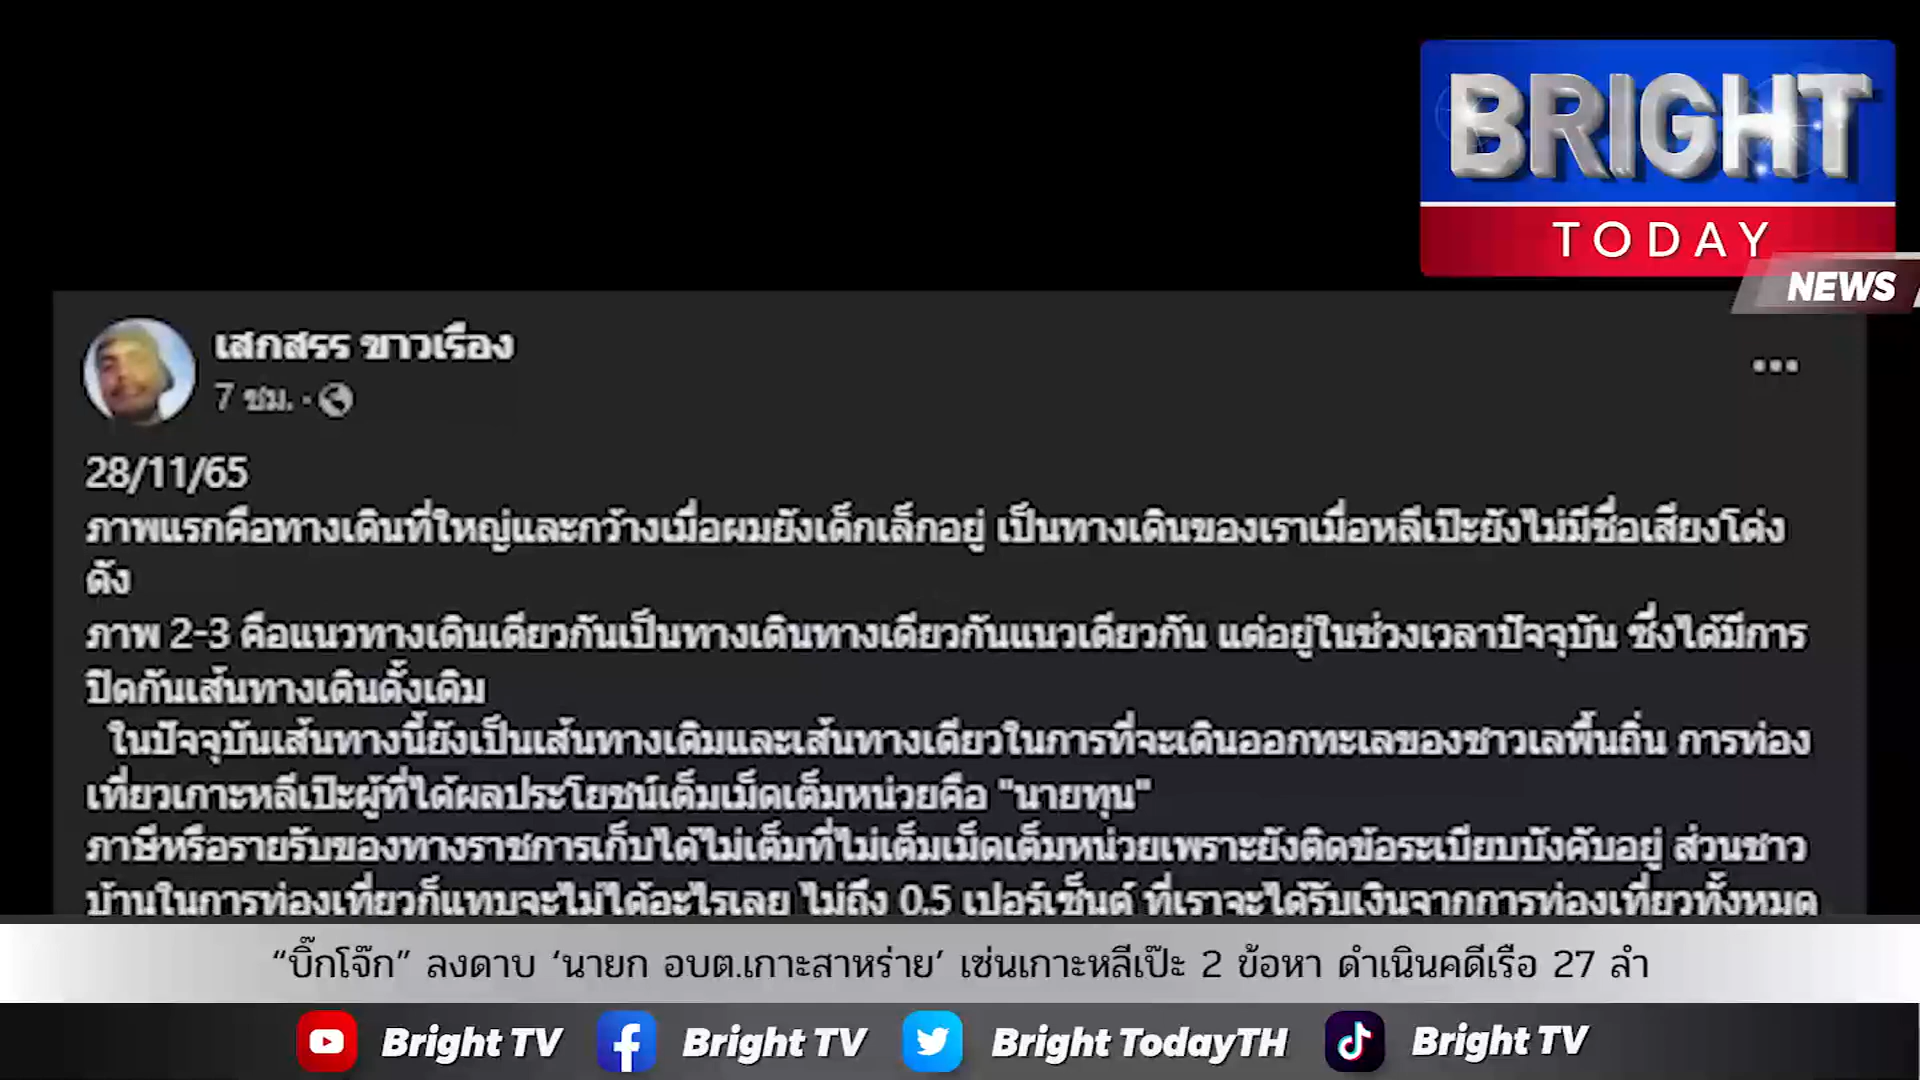 BRIGHT
TODAY
NEWS
เสกสรร ชาวเรือง
7 ชม.
28/11/65
ภาพแรกคือทางเดินที่ใหญ่และกว้างเมื่อผมยังเด็กเล็กอยู่ เป็นทางเดินของเราเมื่อหลีเป๊ะยังไม่มีชื่อเสียงโด่ง
ดัง
ภาพ 2-3 คือแนวทางเดินเดียวกันเป็นทางเดินทางเดียวกันแนวเดียวกัน แต่อยู่ในช่วงเวลาปัจจุบัน ซึ่งได้มีการ
ปิดกันเส้นทางเดินดั้งเดิม
ในปัจจุบันเส้นทางนี้ยังเป็นเส้นทางเดิมและเส้นทางเดียวในการที่จะเดินออกทะเลของชาวเลพื้นถิ่น การท่อง
เที่ยวเกาะหลีเป๊ะผู้ที่ได้ผลประโยชน์เต็มเม็ดเต็มหน่วยคือ "นายทุน"
ภาษีหรือรายรับของทางราชการเก็บได้ไม่เต็มที่ไม่เต็มเม็ดเต็มหน่วยเพราะยังติดข้อระเบียบบังคับอยู่ ส่วนชาว
บ้านในการท่องเที่ยวก็แทบจะไม่ได้อะไรเลย ไม่ถึง 0.5 เปอร์เซ็นต์ ที่เราจะได้รับเงินจากการท่องเที่ยวทั้งหมด
“บิ๊กโจ๊ก” ลงดาบ ‘นายก อบต.เกาะสาหร่าย’ เซ่นเกาะหลีเป๊ะ 2 ข้อหา ดำเนินคดีเรือ 27 ลำ
Bright TV Bright TV Bright TodayTH Bright TV